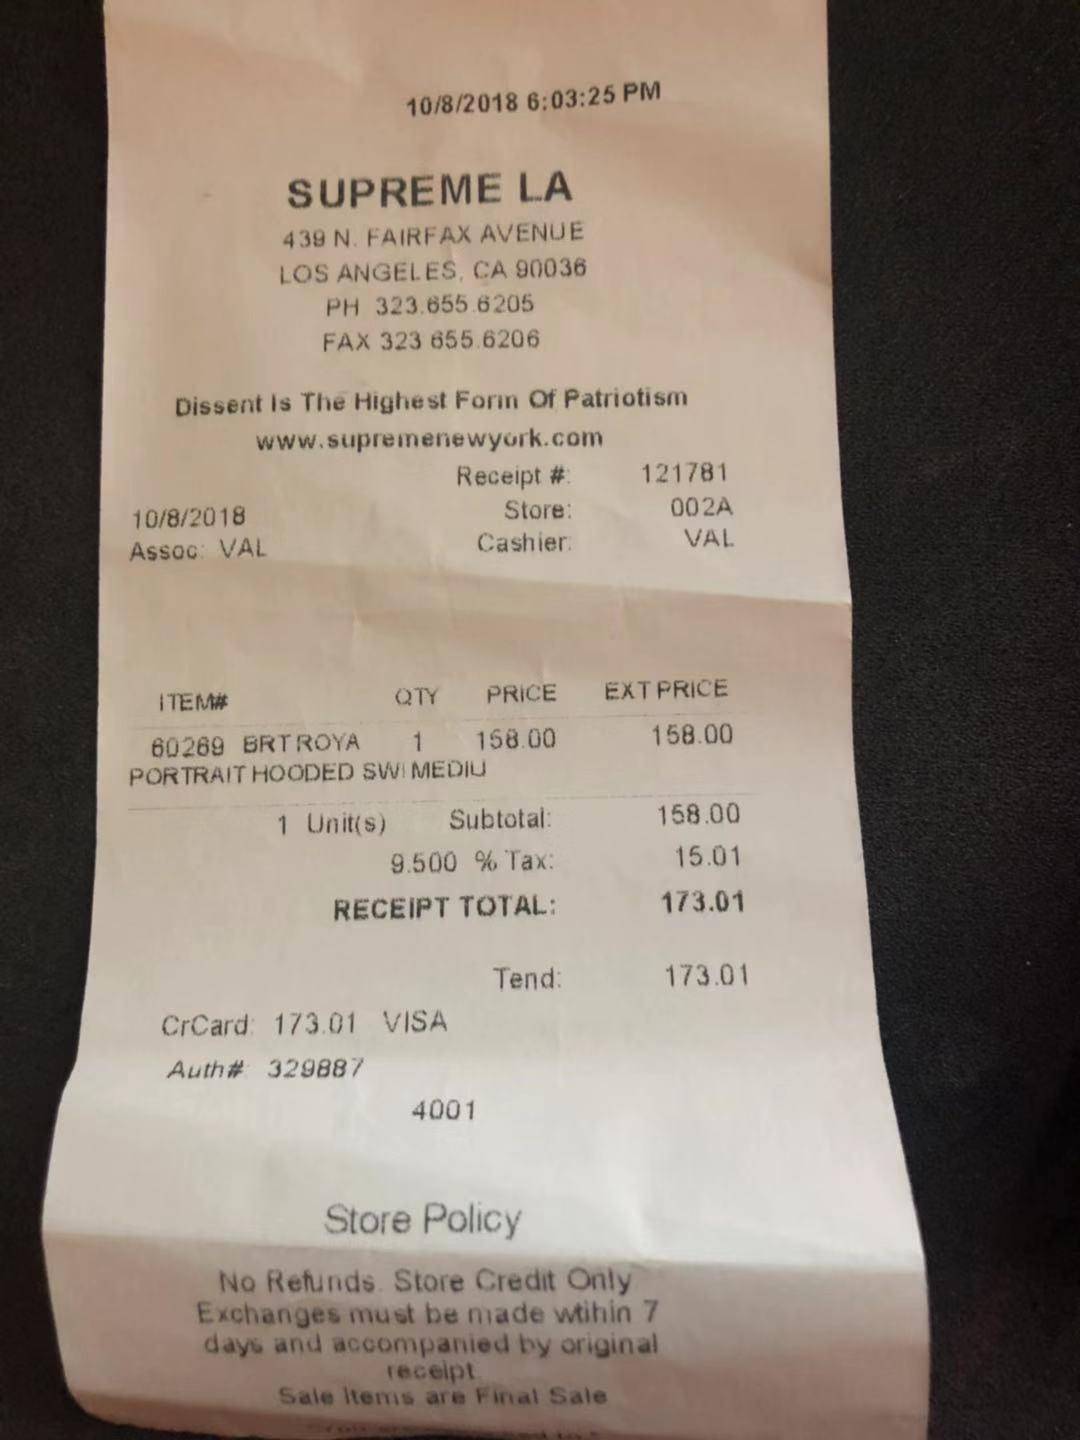 10/8/2018 6:03:25 PM
SUPREME LA
439 N. FAIRFAX AVENUE
LOS ANGELES, CA 90036
PH 323.655.6205
FAX 323 655.6206
Dissent Is The Highest Form Of Patriotism
www.supremenewyork.com
Receipt #: 121781
10/8/2018 Store: 002A
Assoc: VAL Cashier: VAL
ITEM# QTY PRICE EXT PRICE
60269 BRTROYA 1 158.00 158.00
PORTRAIT HOODED SWI MEDIU
1 Unit(s) Subtotal: 158.00
9.500 % Tax: 15.01
RECEIPT TOTAL: 173.01
Tend: 173.01
CrCard: 173.01 VISA
Auth# 329887
4001
Store Policy
No Refunds. Store Credit Only
Exchanges must be made wtihin 7
days and accompanied by original
receipt
Sale Items are Final Sale